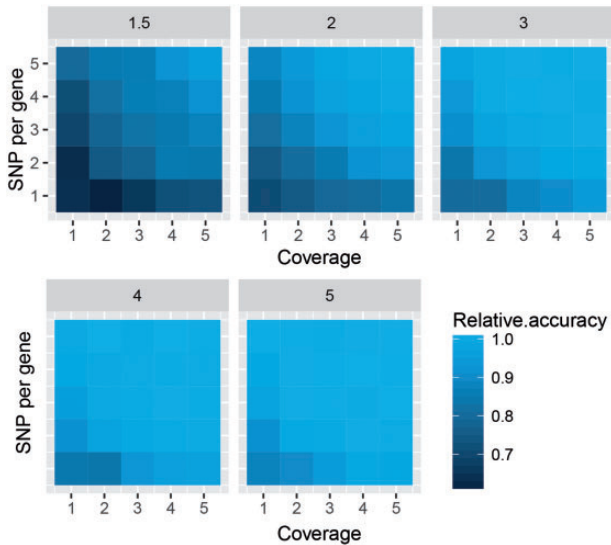 1.5 2 3
SNP per gene
5
4
3
2
1
1 2 3 4 5 1 2 3 4 5 1 2 3 4 5
Coverage
4 5
SNP per gene
1 2 3 4 5 1 2 3 4 5
Coverage
Relative.accuracy
1.0
0.9
0.8
0.7